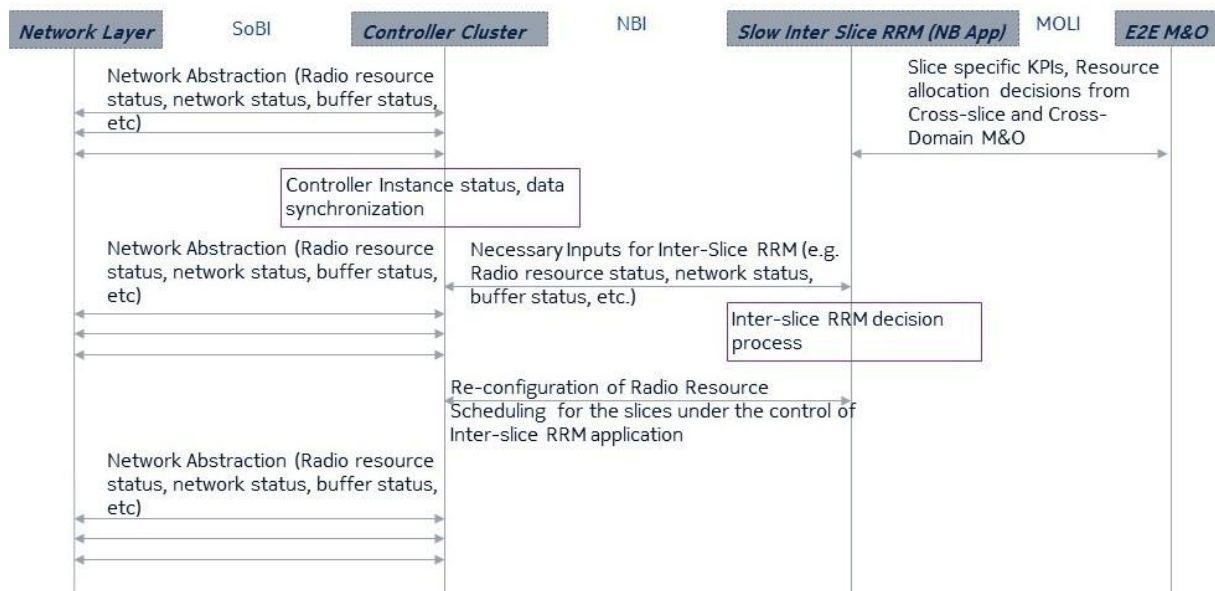 Network Layer
SoBI
Controller Cluster
NBI
Slow Inter Slice RRM (NB App)
MOLI
E2E M&O
Network Abstraction (Radio resource
status, network status, buffer status,
etc)
Slice specific KPIs, Resource
allocation decisions from
Cross-slice and Cross-
Domain M&O
Controller Instance status, data
synchronization
Network Abstraction (Radio resource
status, network status, buffer status,
etc)
Necessary Inputs for Inter-Slice RRM (e.g.
Radio resource status, network status,
buffer status, etc.)
Inter-slice RRM decision
process
Re-configuration of Radio Resource
Scheduling for the slices under the control of
Inter-slice RRM application
Network Abstraction (Radio resource
status, network status, buffer status,
etc)